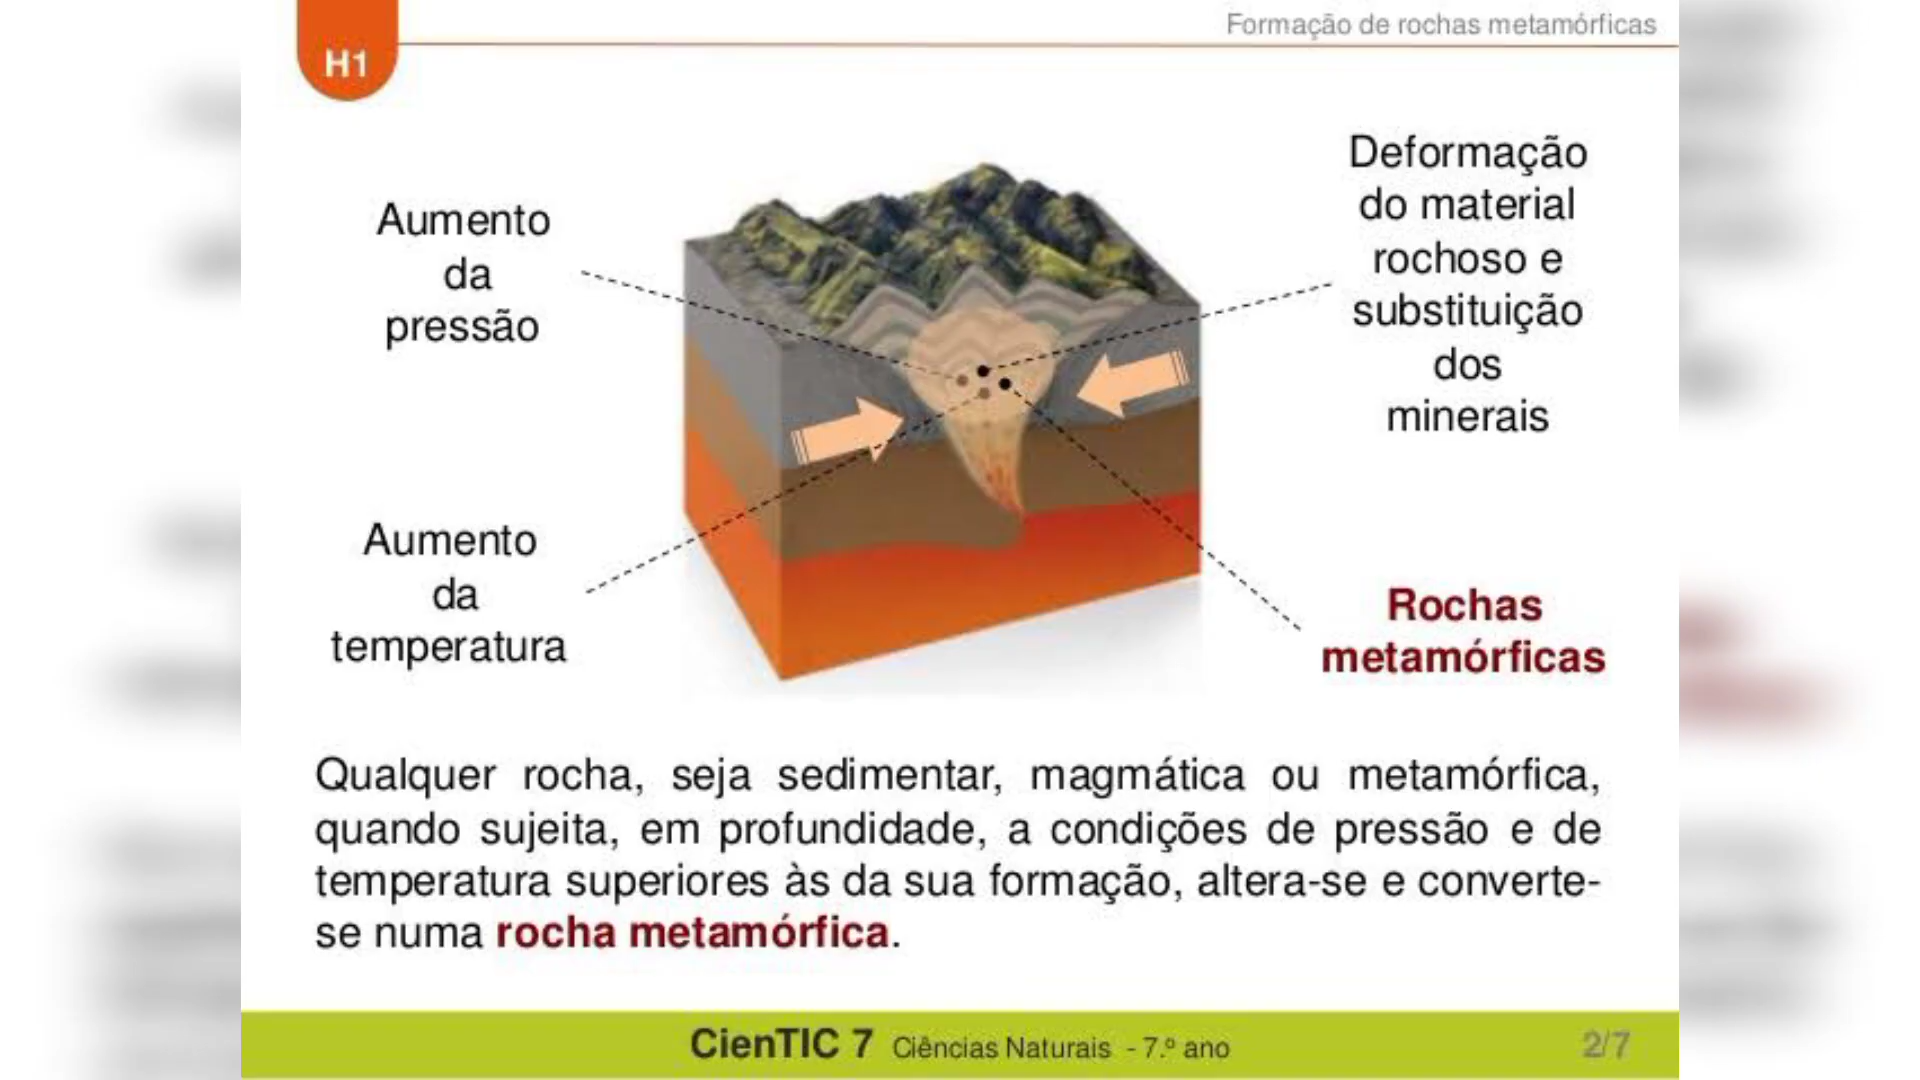 H1
Formação de rochas metamórficas
Aumento
da
pressão
Deformação
do material
rochoso e
substituição
dos
minerais
Aumento
da
temperatura
Rochas
metamórficas
Qualquer rocha, seja sedimentar, magmática ou metamórfica,
quando sujeita, em profundidade, a condições de pressão e de
temperatura superiores às da sua formação, altera-se e converte-
se numa rocha metamórfica.
CienTIC 7 Ciências Naturais - 7.º ano
2/7